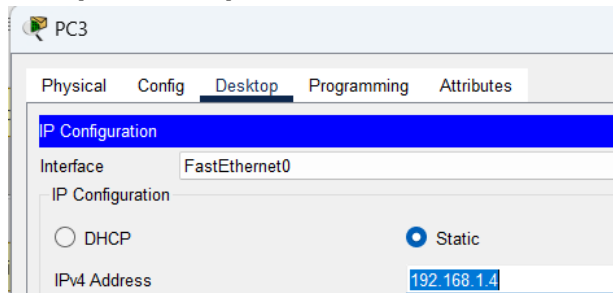 PC3
Physical Config Desktop Programming Attributes
IP Configuration
Interface FastEthernet0
IP Configuration
DHCP Static
IPv4 Address 192.168.1.4